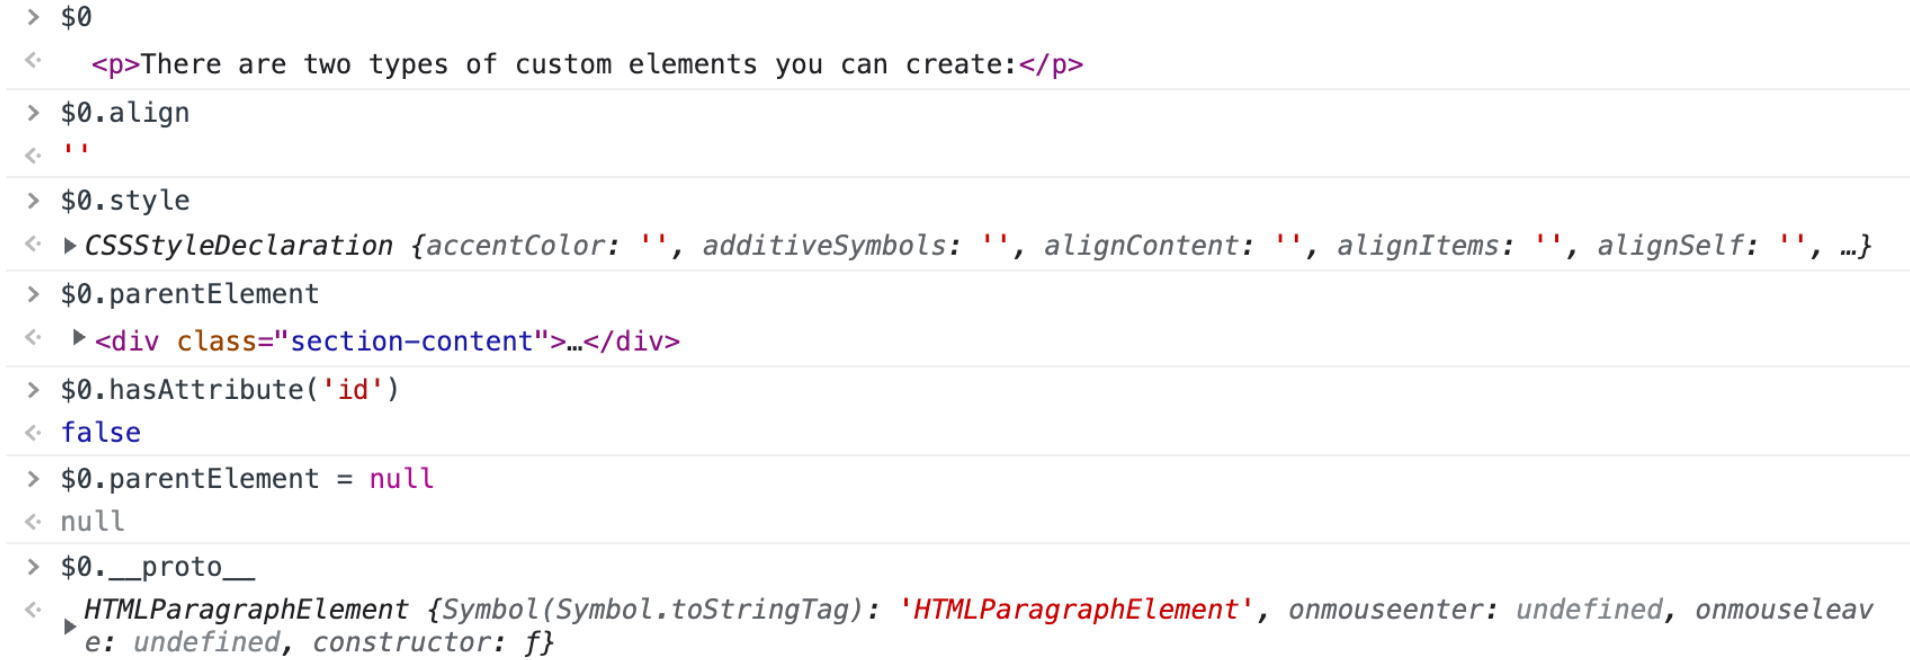 > $0
<p>There are two types of custom elements you can create:</p>
> $0.align
''
> $0.style
▶ CSSStyleDeclaration {accentColor: '', additiveSymbols: '', alignContent: '', alignItems: '', alignSelf: '', …}
> $0.parentElement
▶ <div class="section-content">…</div>
> $0.hasAttribute('id')
false
> $0.parentElement = null
null
> $0.__proto__
▶ HTMLParagraphElement {Symbol(Symbol.toStringTag): 'HTMLParagraphElement', onmouseenter: undefined, onmouseleav
e: undefined, constructor: ƒ}